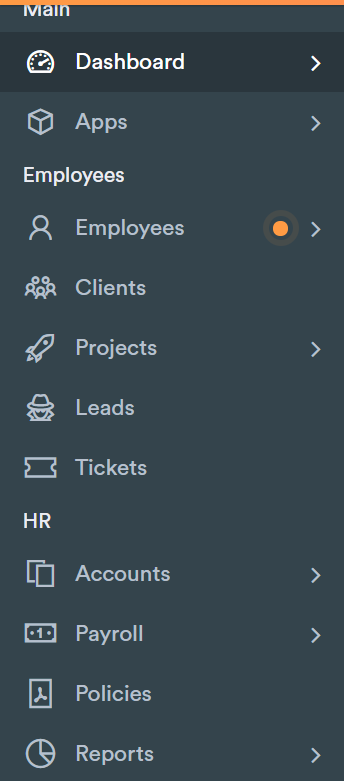 Main
Dashboard
Apps
Employees
Employees
Clients
Projects
Leads
Tickets
HR
Accounts
Payroll
Policies
Reports